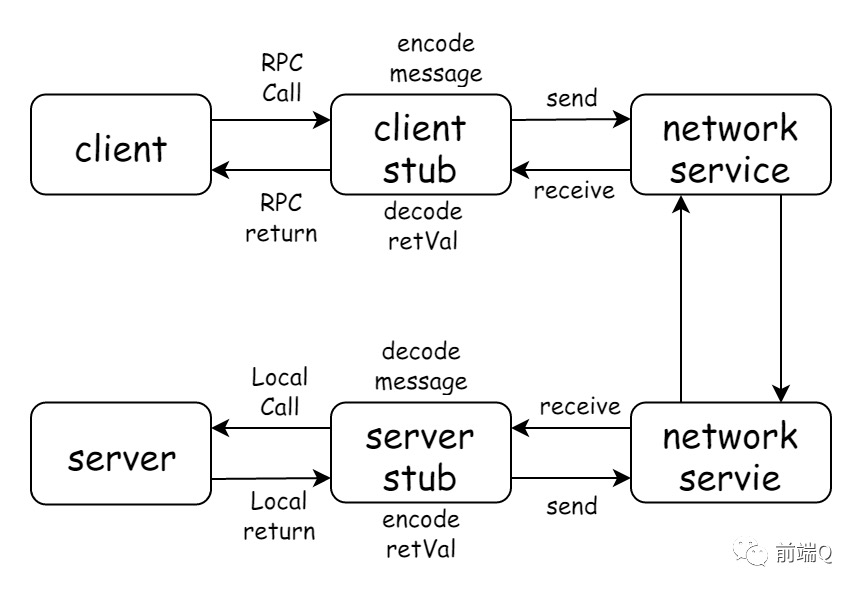 encode
message
RPC
Call
send
client
client
stub
network
service
RPC
return
decode
retVal
receive
decode
message
Local
Call
receive
server
server
stub
network
servie
Local
return
encode
retVal
send
前端Q